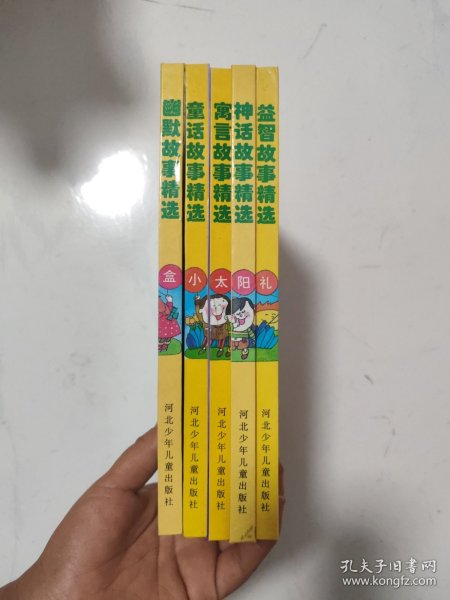 幽默故事精选
童话故事精选
寓言故事精选
神话故事精选
益智故事精选
盒
小
太
阳
礼
河北少年儿童出版社
河北少年儿童出版社
河北少年儿童出版社
河北少年儿童出版社
河北少年儿童出版社
孔夫子旧书网
www.kongfz.com